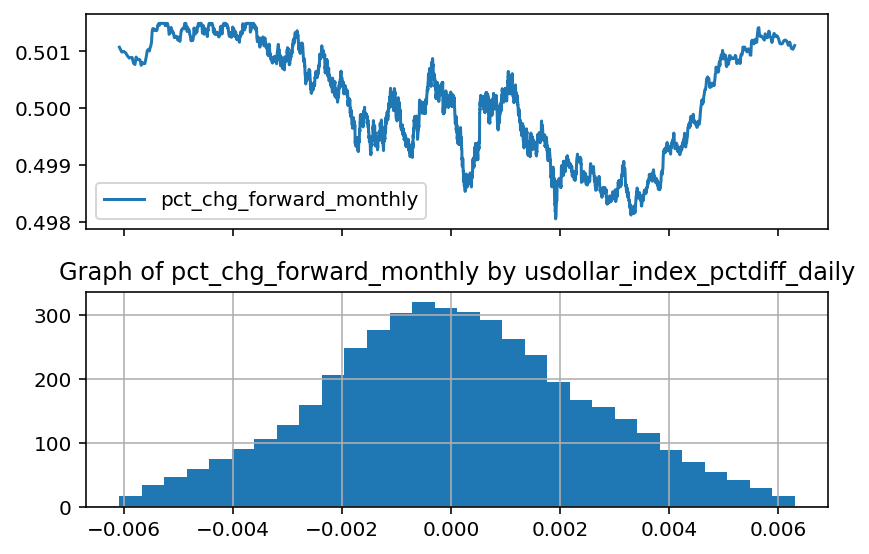 0.501
0.500
0.499
0.498
pct_chg_forward_monthly
Graph of pct_chg_forward_monthly by usdollar_index_pctdiff_daily
300
200
100
0
−0.006 −0.004 −0.002 0.000 0.002 0.004 0.006